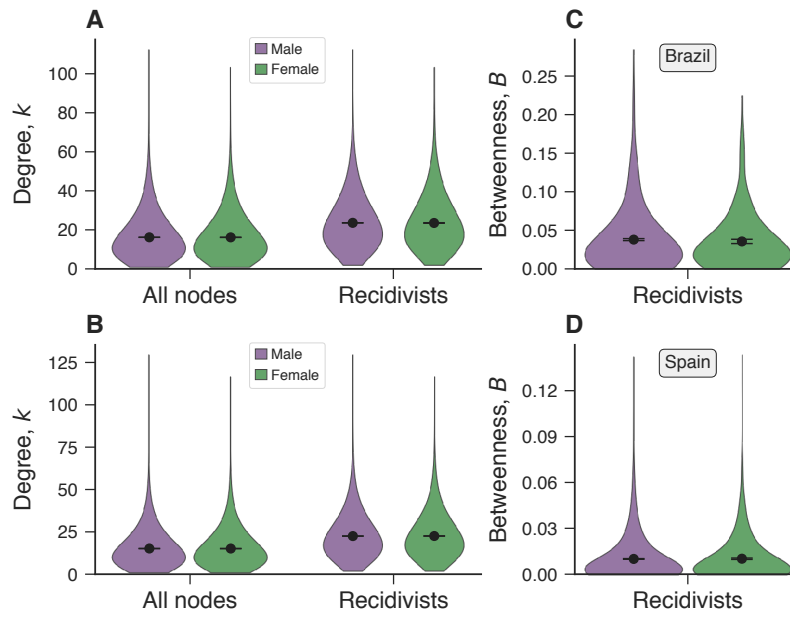 A
Degree, k
100
80
60
40
20
0
Male
Female
All nodes
Recidivists
C
Betweenness, B
0.25
0.20
0.15
0.10
0.05
0.00
Brazil
Recidivists
B
Degree, k
125
100
75
50
25
0
Male
Female
All nodes
Recidivists
D
Betweenness, B
0.12
0.09
0.06
0.03
0.00
Spain
Recidivists